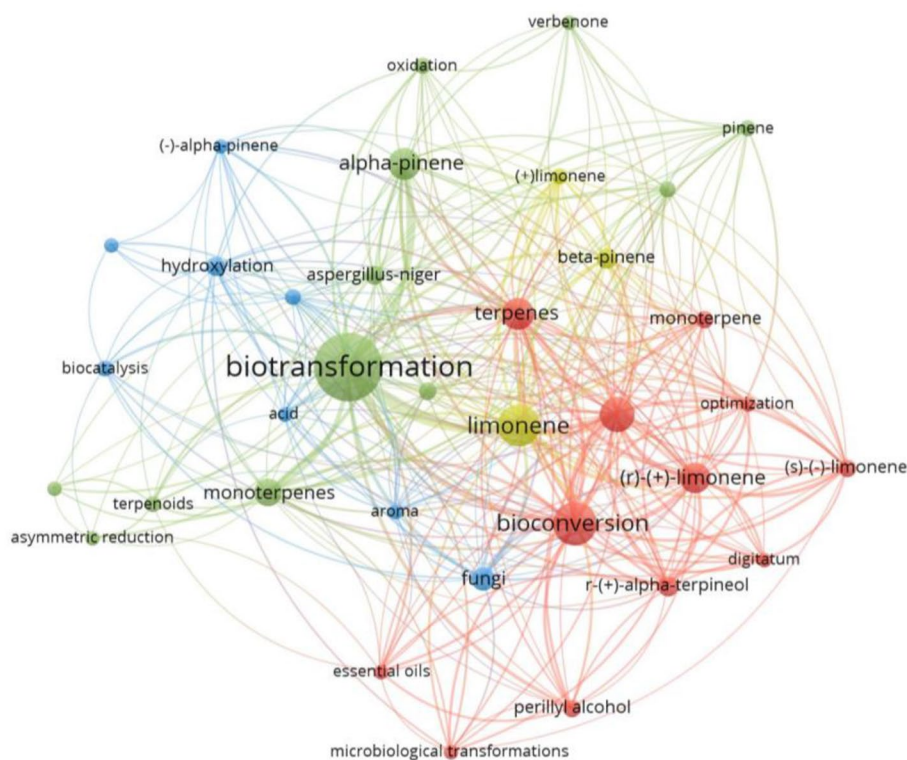 verbenone
oxidation
pinene
(-)-alpha-pinene
alpha-pinene
(+)limonene
beta-pinene
hydroxylation
aspergillus-niger
terpenes
monoterpene
biotransformation
biocatalysis
optimization
acid
limonene
(s)-(-)-limonene
(r)-(+)-limonene
monoterpenes
terpenoids
aroma
bioconversion
asymmetric reduction
digitatum
fungi
r-(+)-alpha-terpineol
essential oils
perillyl alcohol
microbiological transformations